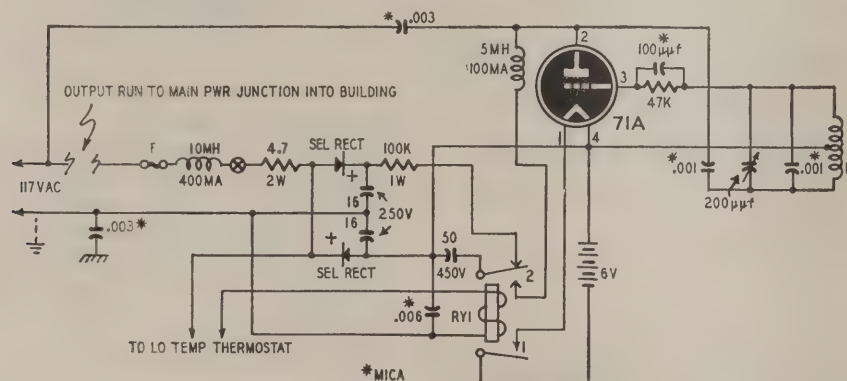 * .003
2
5MH
100MA
*
100μμf
3
47K
OUTPUT RUN TO MAIN PWR JUNCTION INTO BUILDING
71A
1
4
F
10MH
400MA
4.7
2W
SEL RECT
+
100K
1W
117VAC
16
16
250V
*.001
200μμf
.001*
.003*
+
SEL RECT
50
450V
2
6V
*
.006
RY1
1
TO LO TEMP THERMOSTAT
*MICA